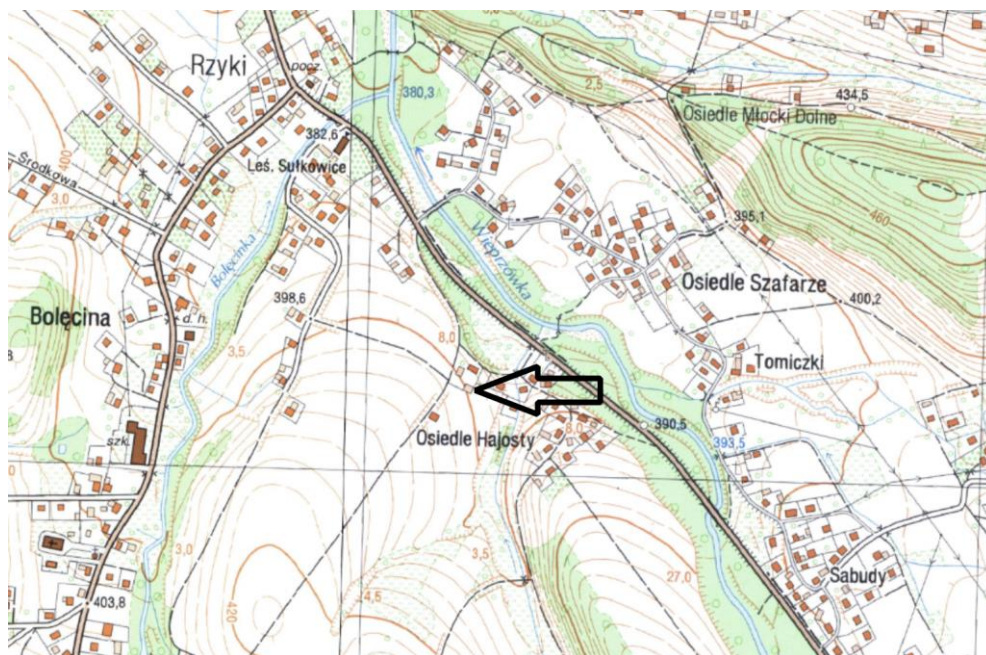 Rzyki
pocz.
380,3
2,5
434,5
Osiedle Młocki Dolne
382,6
Leś. Sułkowice
Środkowa
400
3,0
395,1
460
Wieprzówka
Bolęcinka
Osiedle Szafarze
398,6
400,2
Bolęcina
d. h.
3,5
8,0
Tomiczki
szk.
Osiedle Hajosty
8,0
390,5
393,5
3,0
3,5
27,0
Sabudy
4,5
403,8
420